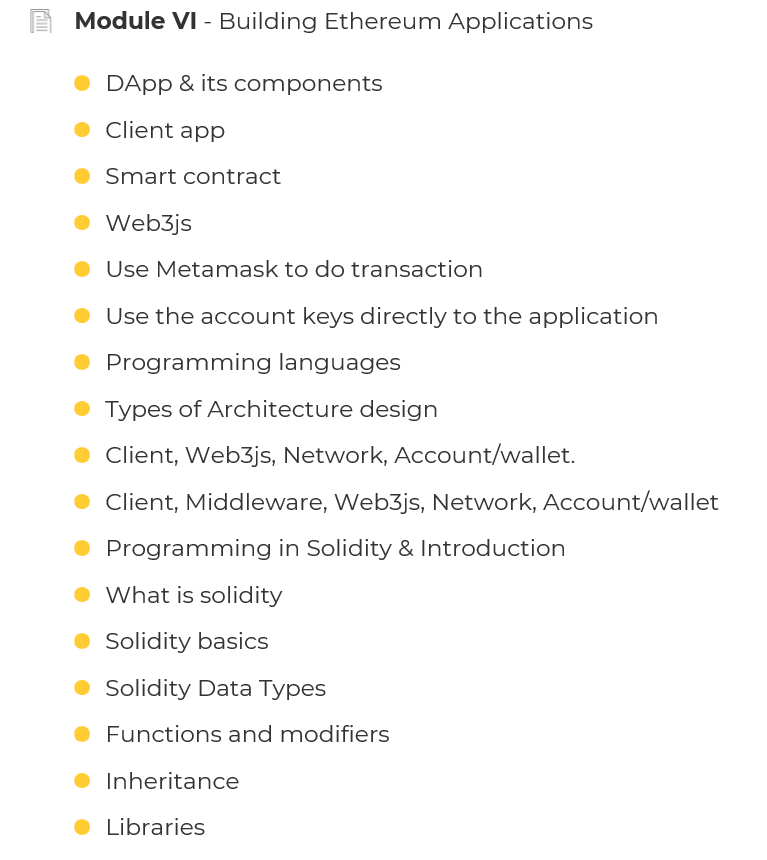 Module VI - Building Ethereum Applications
DApp & its components
Client app
Smart contract
Web3js
Use Metamask to do transaction
Use the account keys directly to the application
Programming languages
Types of Architecture design
Client, Web3js, Network, Account/wallet.
Client, Middleware, Web3js, Network, Account/wallet
Programming in Solidity & Introduction
What is solidity
Solidity basics
Solidity Data Types
Functions and modifiers
Inheritance
Libraries